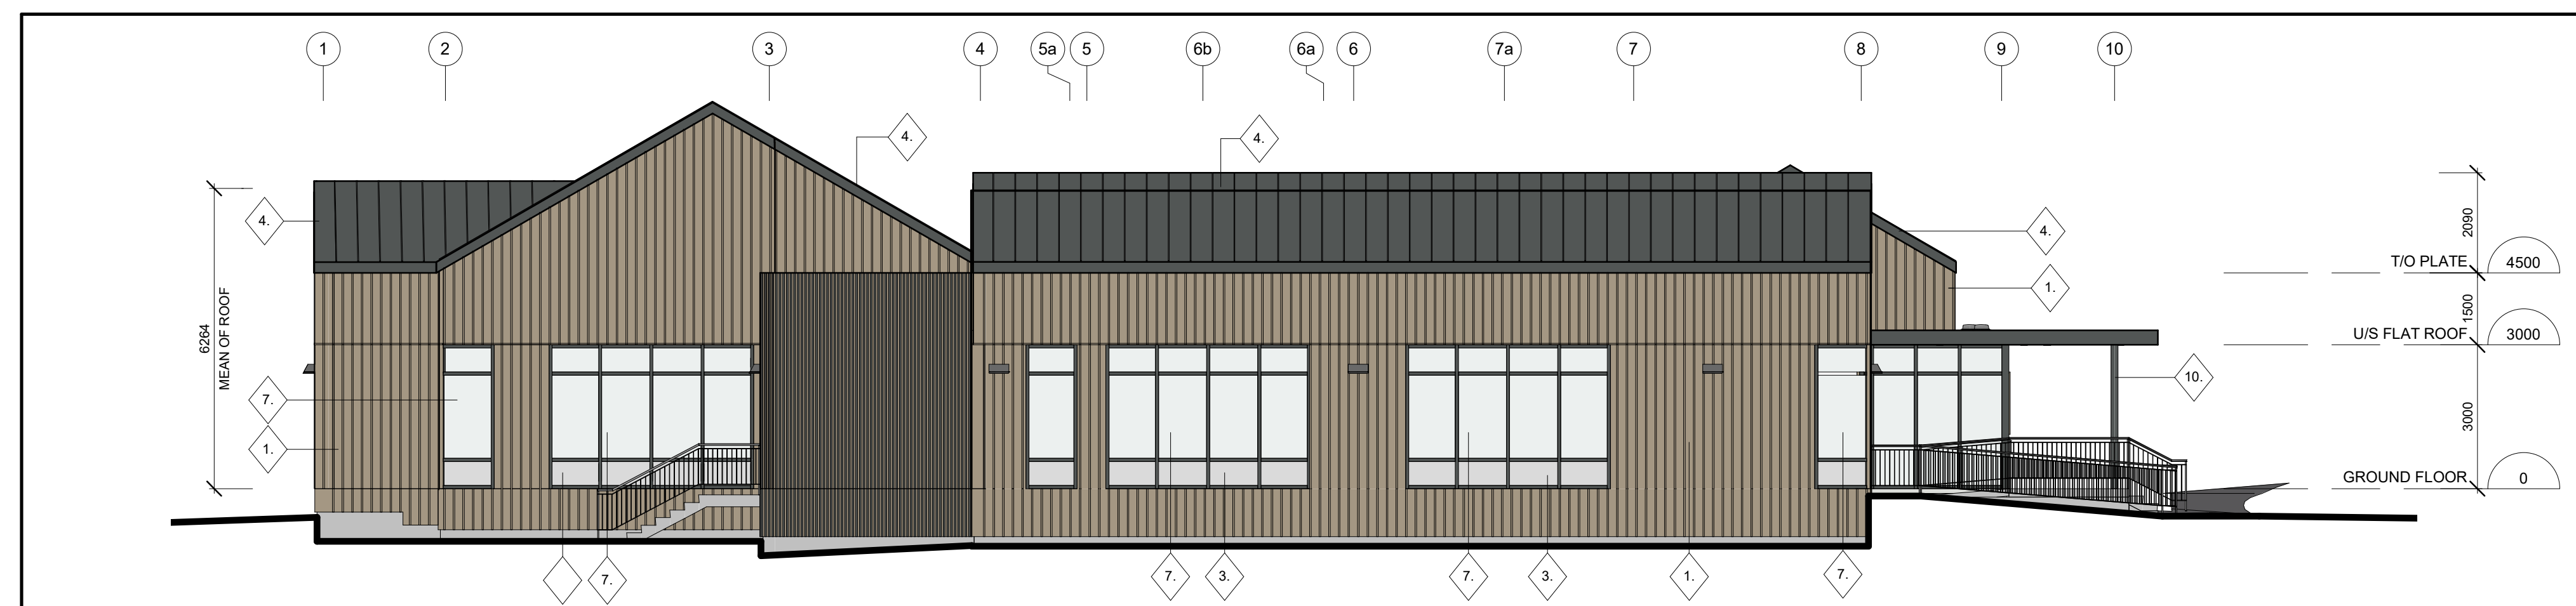 1 2 3 4 5a 5 6b 6a 6 7a 7 8 9 10
4.
4.
4.
4.
2090
T/O PLATE 4500
1.
1500
6264
MEAN OF ROOF
U/S FLAT ROOF 3000
10.
7.
3000
1.
GROUND FLOOR 0
7. 7. 3. 7. 3. 1. 7.